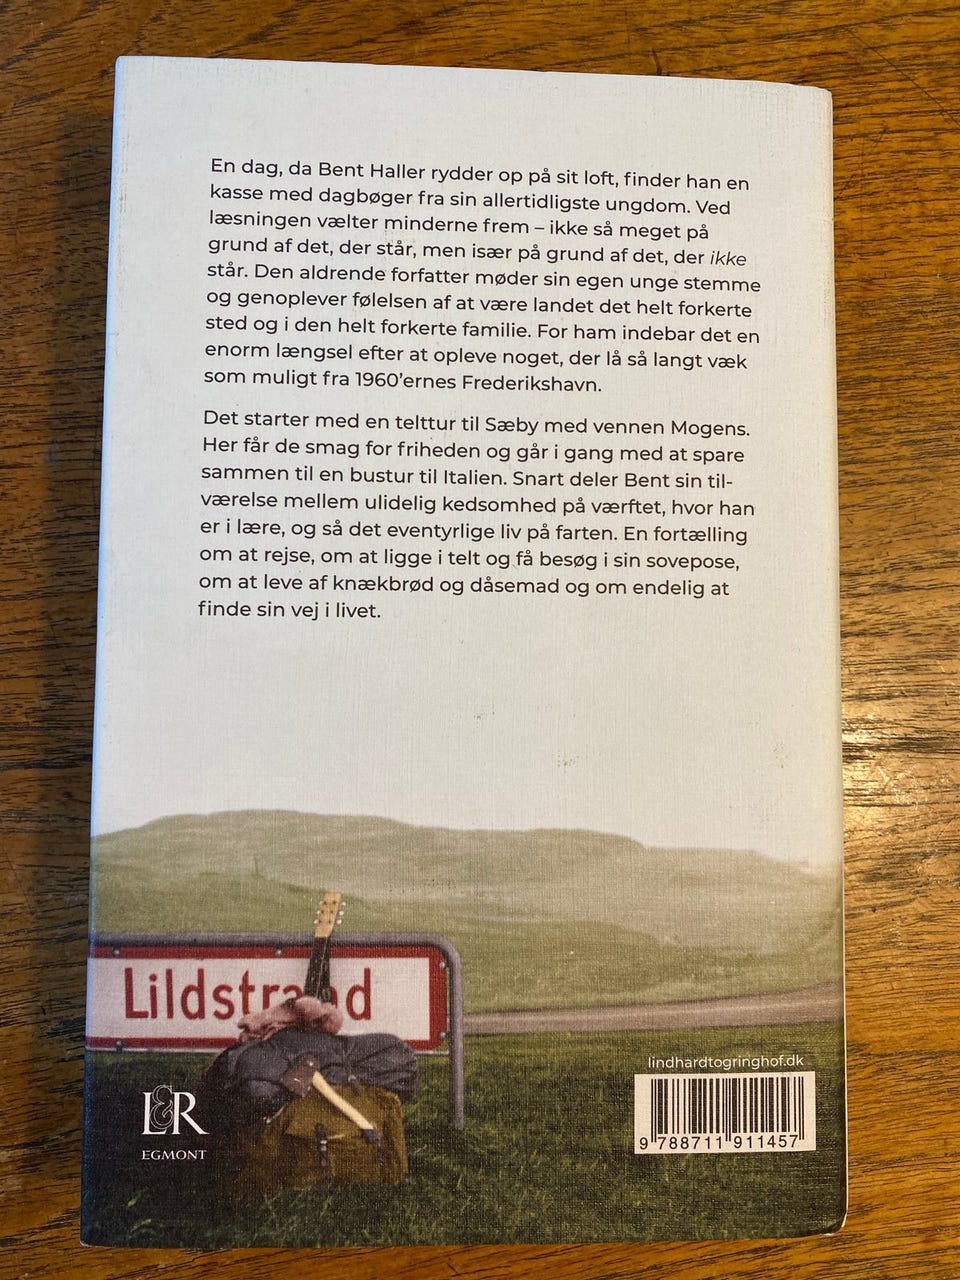 En dag, da Bent Haller rydder op på sit loft, finder han en
kasse med dagbøger fra sin allertidligste ungdom. Ved
læsningen vælter minderne frem – ikke så meget på
grund af det, der står, men især på grund af det, der ikke
står. Den aldrende forfatter møder sin egen unge stemme
og genoplever følelsen af at være landet det helt forkerte
sted og i den helt forkerte familie. For ham indebar det en
enorm længsel efter at opleve noget, der lå så langt væk
som muligt fra 1960'ernes Frederikshavn.
Det starter med en telttur til Sæby med vennen Mogens.
Her får de smag for friheden og går i gang med at spare
sammen til en bustur til Italien. Snart deler Bent sin til-
værelse mellem ulidelig kedsomhed på værftet, hvor han
er i lære, og så det eventyrlige liv på farten. En fortælling
om at rejse, om at ligge i telt og få besøg i sin sovepose,
om at leve af knækbrød og dåsemad og om endelig at
finde sin vej i livet.
Lildstrand
lindhardtogringhof.dk
L&R
EGMONT
9 788711 911457